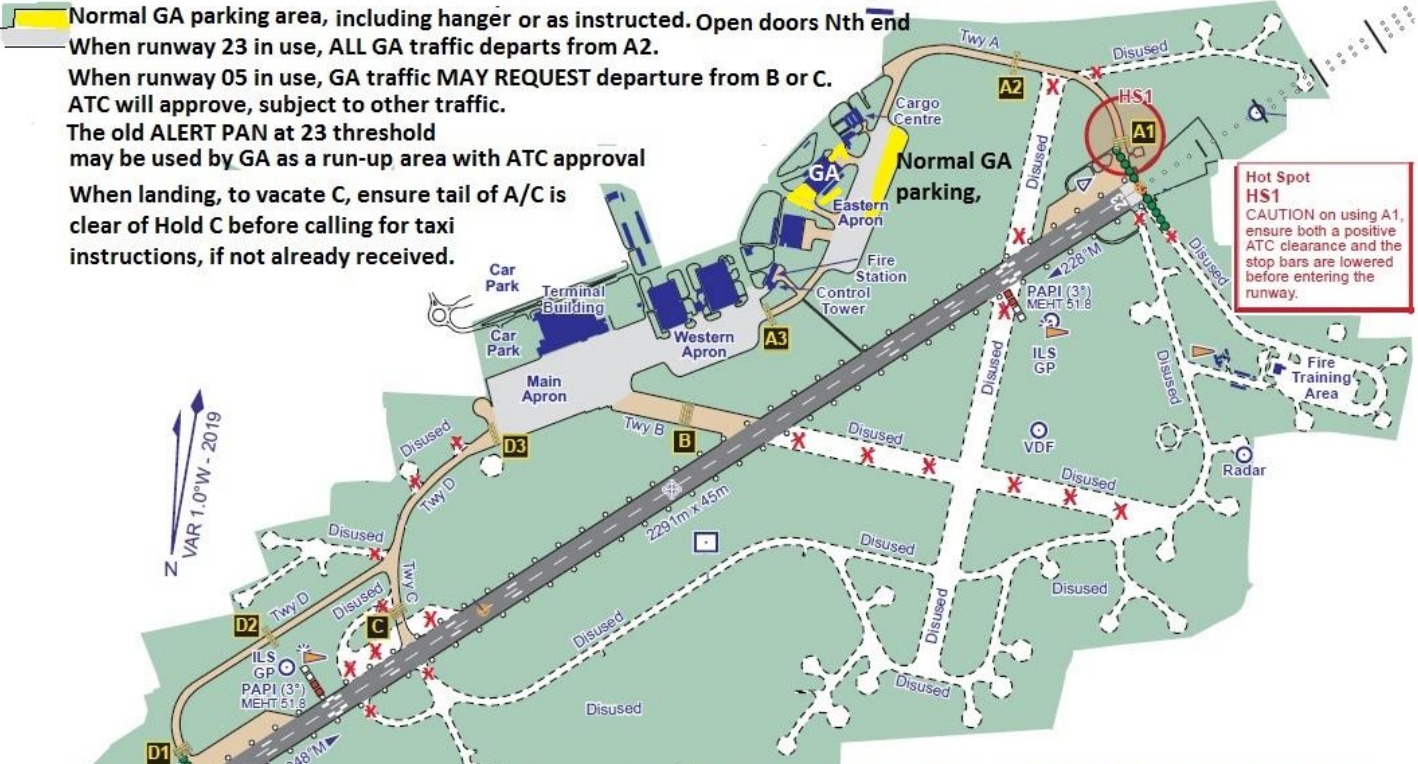 Normal GA parking area, including hanger or as instructed. Open doors Nth end
When runway 23 in use, ALL GA traffic departs from A2.
When runway 05 in use, GA traffic MAY REQUEST departure from B or C.
ATC will approve, subject to other traffic.
The old ALERT PAN at 23 threshold
may be used by GA as a run-up area with ATC approval
When landing, to vacate C, ensure tail of A/C is
clear of Hold C before calling for taxi
instructions, if not already received.
Twy A
Disused
A2
HS1
A1
Cargo
Centre
Disused
GA
Normal GA
parking,
Eastern
Apron
Hot Spot
HS1
CAUTION on using A1,
ensure both a positive
ATC clearance and the
stop bars are lowered
before entering the
runway.
23
Disused
228°M
Fire
Station
Control
Tower
Car
Park
Terminal
Building
PAPI (3°)
MEHT 51.8
Car
Park
Western
Apron
A3
ILS
GP
Disused
Disused
Fire
Training
Area
Main
Apron
Twy B
B
Disused
VDF
Radar
Disused
D3
Disused
Twy D
2291m x 45m
VAR 1.0°W - 2019
N
Disused
Disused
Twy C
Disused
Disused
Twy D
D2
C
Disused
Disused
ILS
GP
PAPI (3°)
MEHT 51.8
Disused
Disused
D1
048°M